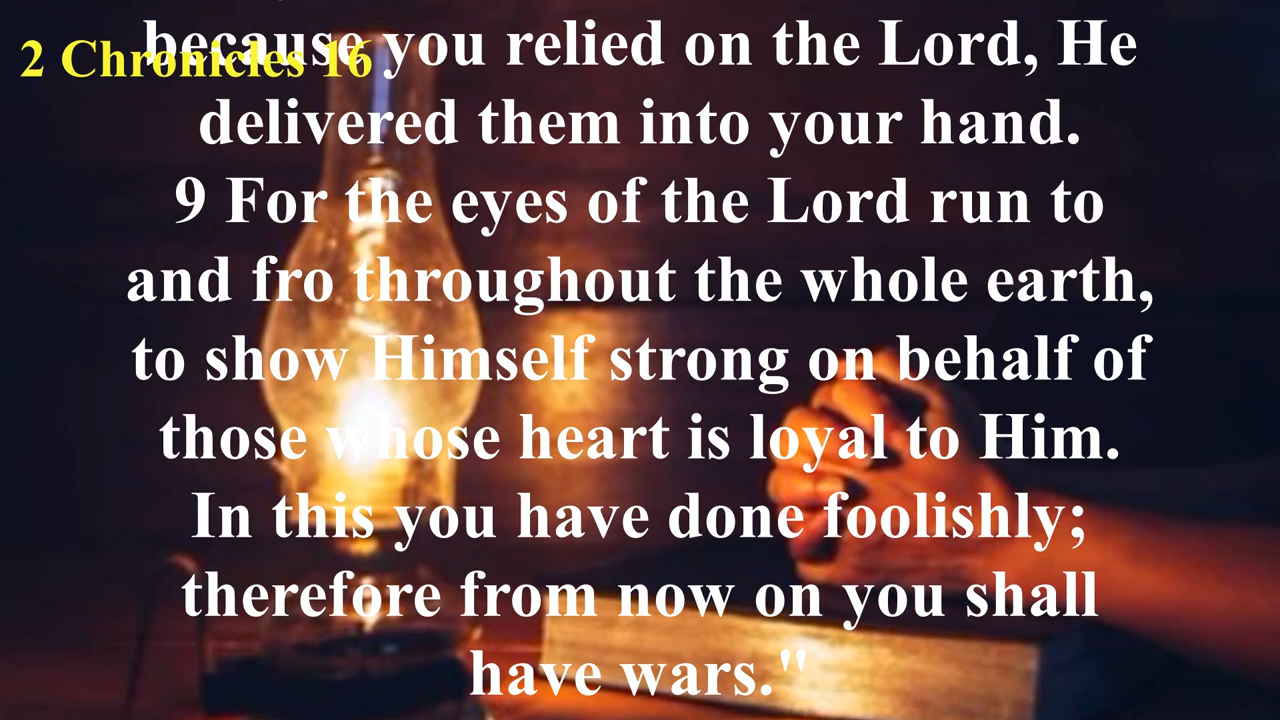 2 Chronicles 16
because you relied on the Lord, He
delivered them into your hand.
9 For the eyes of the Lord run to
and fro throughout the whole earth,
to show Himself strong on behalf of
those whose heart is loyal to Him.
In this you have done foolishly;
therefore from now on you shall
have wars."